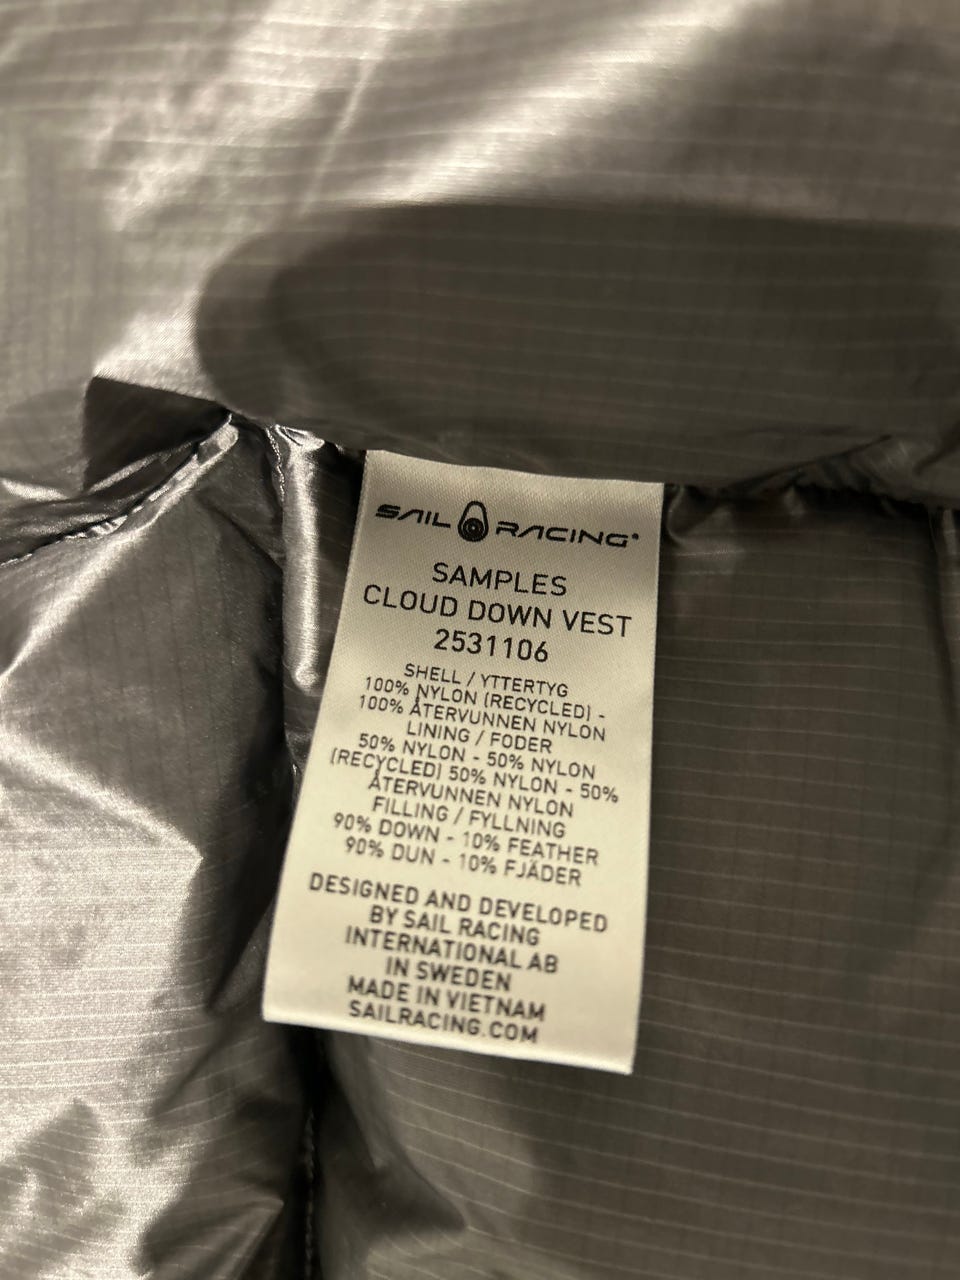 SAIL RACING®
SAMPLES
CLOUD DOWN VEST
2531106
SHELL / YTTERTYG
100% NYLON (RECYCLED) -
100% ÅTERVUNNEN NYLON
LINING / FODER
50% NYLON - 50% NYLON
(RECYCLED) 50% NYLON - 50%
ÅTERVUNNEN NYLON
FILLING / FYLLNING
90% DOWN - 10% FEATHER
90% DUN - 10% FJÄDER
DESIGNED AND DEVELOPED
BY SAIL RACING
INTERNATIONAL AB
IN SWEDEN
MADE IN VIETNAM
SAILRACING.COM